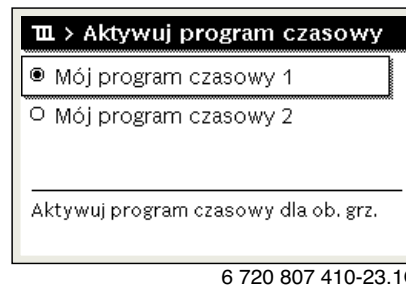 > Aktywuj program czasowy
Mój program czasowy 1
Mój program czasowy 2
Aktywuj program czasowy dla ob. grz.
6 720 807 410-23.1